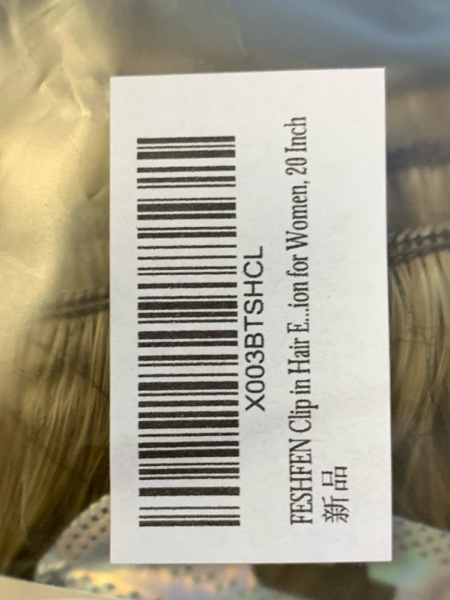 X003BTSHCL
FESHFEN Clip in Hair E...ion for Women, 20 Inch
新品